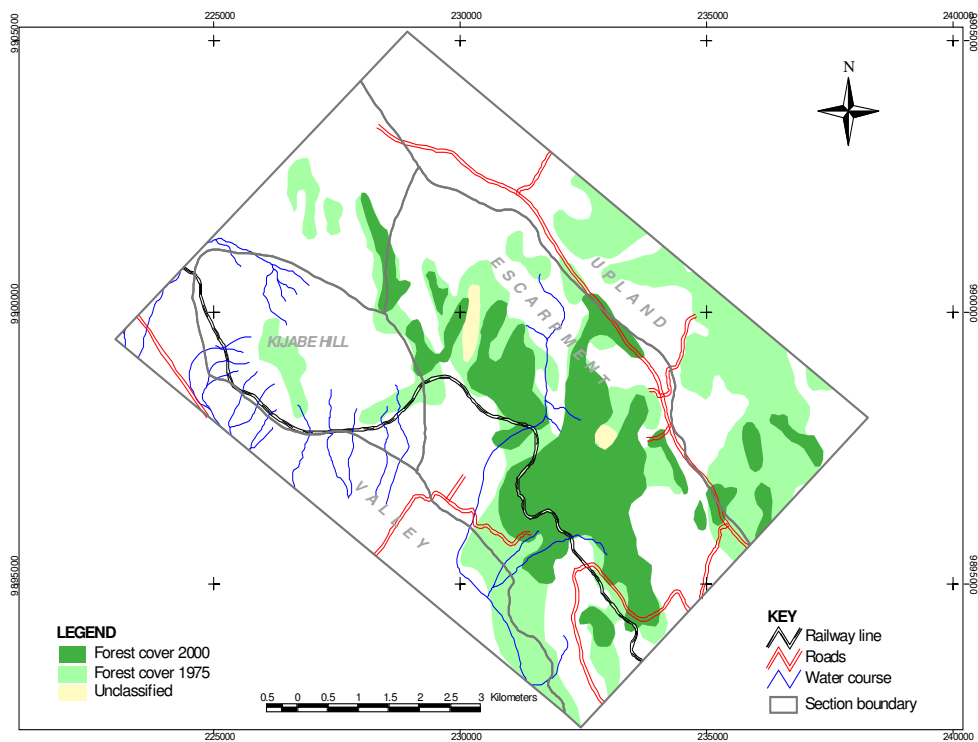 225000 230000 235000 240000
9905000 9905000
N
ESCARPMENT
UPLAND
9900000 9900000
KIJABE HILL
VALLEY
9895000 9895000
LEGEND
Forest cover 2000
Forest cover 1975
Unclassified
0.5 0 0.5 1 1.5 2 2.5 3 Kilometers
KEY
Railway line
Roads
Water course
Section boundary
225000 230000 235000 240000